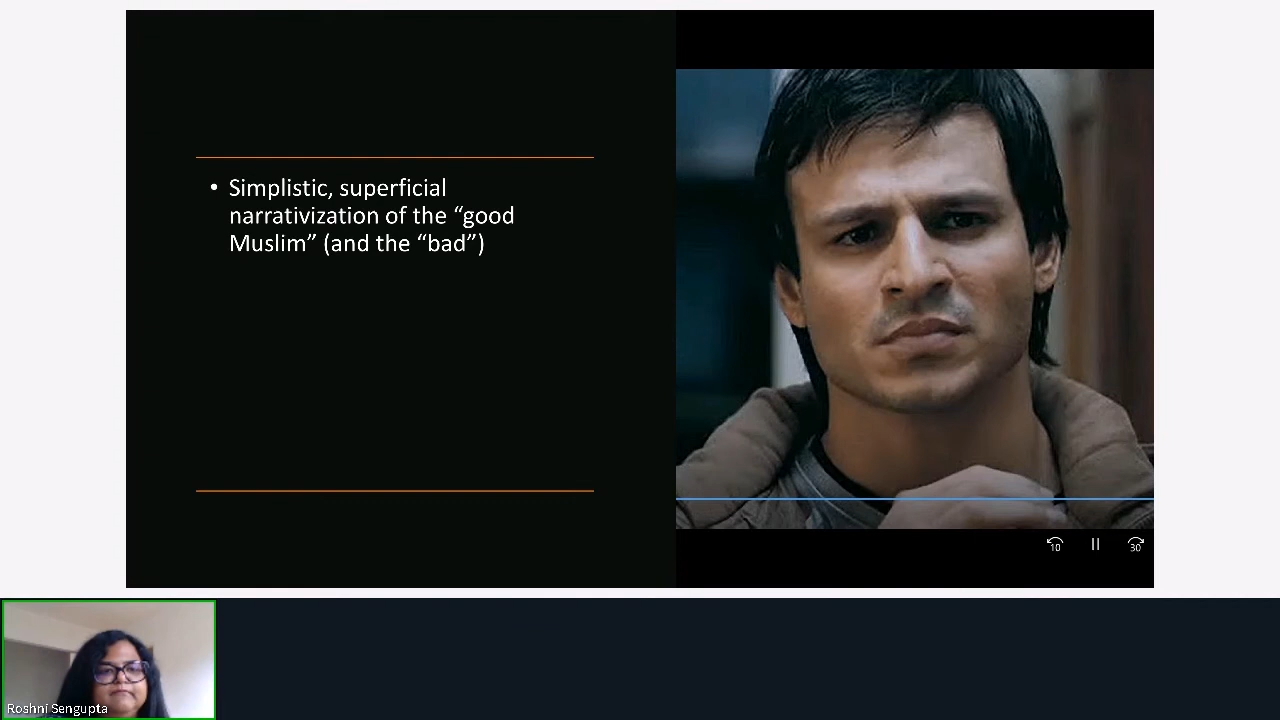 • Simplistic, superficial
narrativization of the “good
Muslim” (and the “bad”)
10
30
Roshni Sengupta